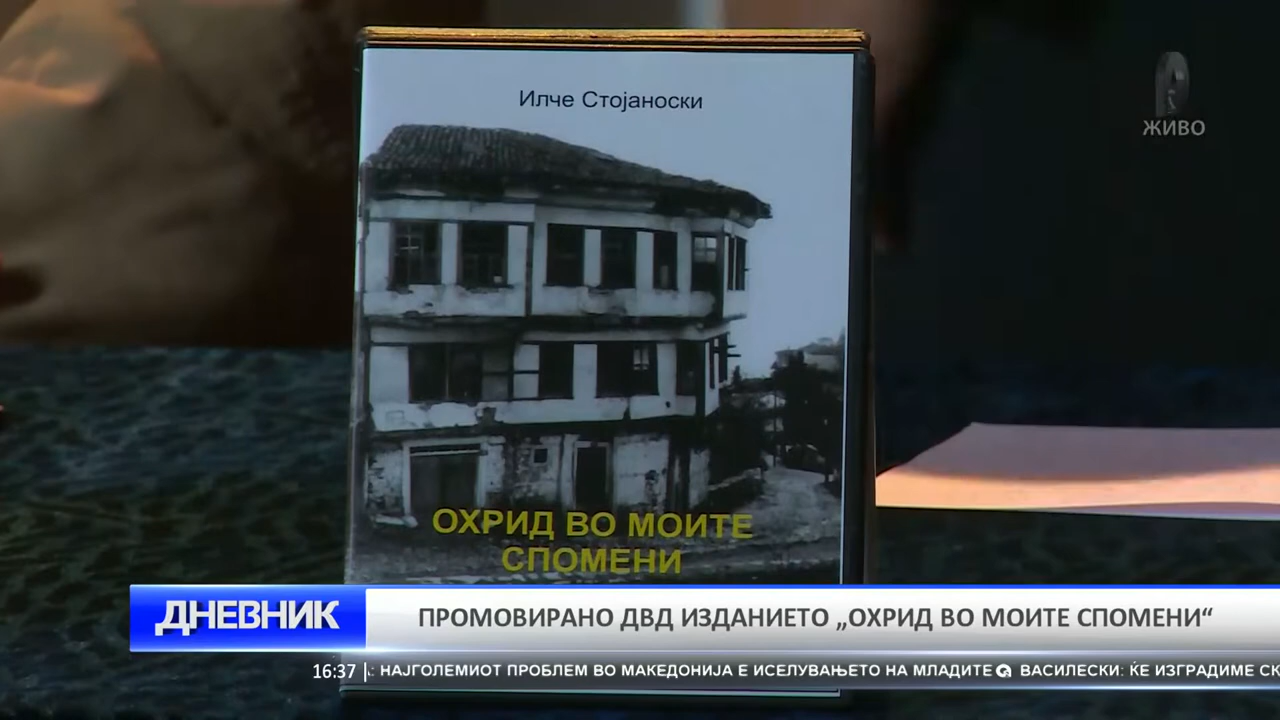 Илче Стојаноски
ЖИВО
ОХРИД ВО МОИТЕ
СПОМЕНИ
ДНЕВНИК
ПРОМОВИРАНО ДВД ИЗДАНИЕТО „ОХРИД ВО МОИТЕ СПОМЕНИ“
16:37 .: НАЈГОЛЕМИОТ ПРОБЛЕМ ВО МАКЕДОНИЈА Е ИСЕЛУВАЊЕТО НА МЛАДИТЕ ВАСИЛЕСКИ: ЌЕ ИЗГРАДИМЕ СК